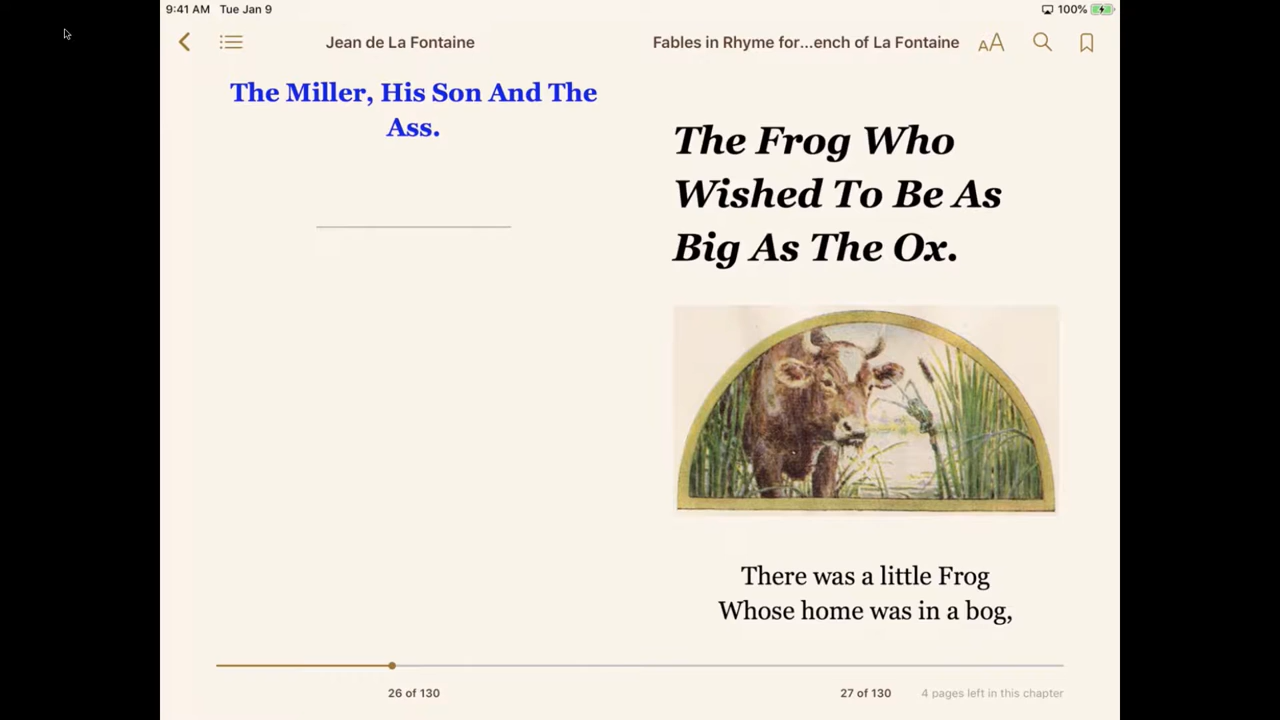 9:41 AM Tue Jan 9
100%
Jean de La Fontaine
Fables in Rhyme for...ench of La Fontaine
AA
The Miller, His Son And The
Ass.
The Frog Who
Wished To Be As
Big As The Ox.
There was a little Frog
Whose home was in a bog,
26 of 130
27 of 130
4 pages left in this chapter